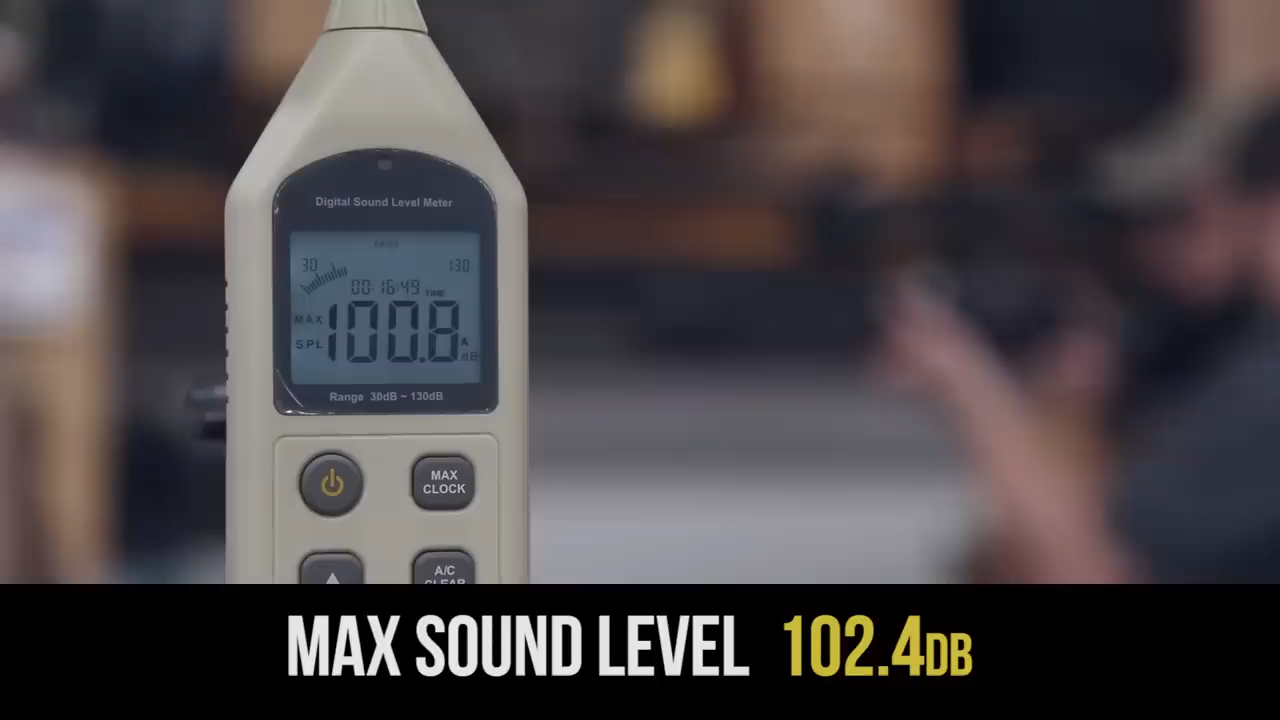 Digital Sound Level Meter
30 130
00:16:49 TIME
MAX
SPL 100.8 A
dB
Range 30dB ~ 130dB
MAX
CLOCK
A/C
CLEAR
MAX SOUND LEVEL 102.4DB